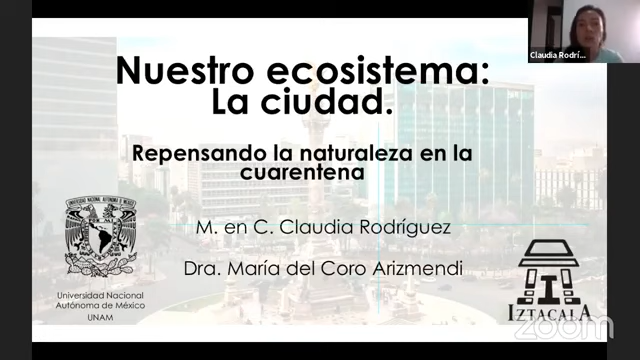 Claudia Rodrí...
Nuestro ecosistema:
La ciudad.
Repensando la naturaleza en la
cuarentena
M. en C. Claudia Rodríguez
Dra. María del Coro Arizmendi
Universidad Nacional
Autónoma de México
UNAM
IZTACALA
zoom